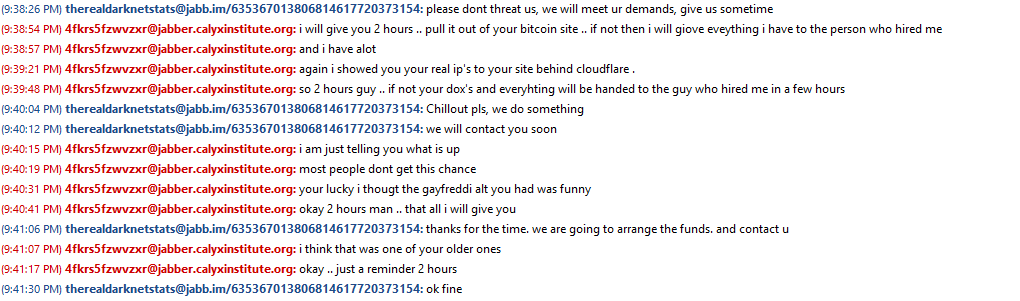 (9:38:26 PM) therealdarknetstats@jabb.im/635367013806814617720373154: please dont threat us, we will meet ur demands, give us sometime
(9:38:54 PM) 4fkrs5fzwvzxr@jabber.calyxinstitute.org: i will give you 2 hours .. pull it out of your bitcoin site .. if not then i will giove eveything i have to the person who hired me
(9:38:57 PM) 4fkrs5fzwvzxr@jabber.calyxinstitute.org: and i have alot
(9:39:21 PM) 4fkrs5fzwvzxr@jabber.calyxinstitute.org: again i showed you your real ip's to your site behind cloudflare .
(9:39:48 PM) 4fkrs5fzwvzxr@jabber.calyxinstitute.org: so 2 hours guy .. if not your dox's and everyhting will be handed to the guy who hired me in a few hours
(9:40:04 PM) therealdarknetstats@jabb.im/635367013806814617720373154: Chillout pls, we do something
(9:40:12 PM) therealdarknetstats@jabb.im/635367013806814617720373154: we will contact you soon
(9:40:15 PM) 4fkrs5fzwvzxr@jabber.calyxinstitute.org: i am just telling you what is up
(9:40:19 PM) 4fkrs5fzwvzxr@jabber.calyxinstitute.org: most people dont get this chance
(9:40:31 PM) 4fkrs5fzwvzxr@jabber.calyxinstitute.org: your lucky i thougt the gayfreddi alt you had was funny
(9:40:41 PM) 4fkrs5fzwvzxr@jabber.calyxinstitute.org: okay 2 hours man .. that all i will give you
(9:41:06 PM) therealdarknetstats@jabb.im/635367013806814617720373154: thanks for the time. we are going to arrange the funds. and contact u
(9:41:07 PM) 4fkrs5fzwvzxr@jabber.calyxinstitute.org: i think that was one of your older ones
(9:41:17 PM) 4fkrs5fzwvzxr@jabber.calyxinstitute.org: okay .. just a reminder 2 hours
(9:41:30 PM) therealdarknetstats@jabb.im/635367013806814617720373154: ok fine